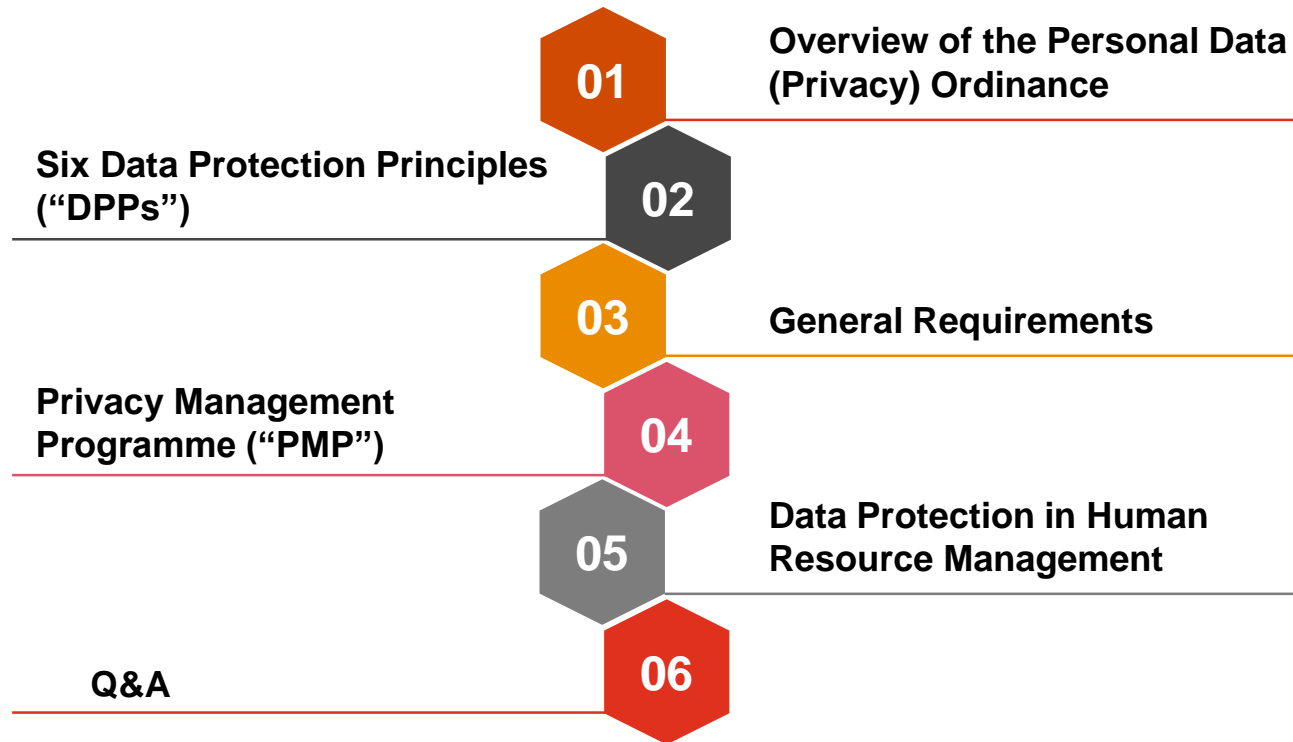 01
Overview of the Personal Data
(Privacy) Ordinance
Six Data Protection Principles
(“DPPs”)
02
03
General Requirements
Privacy Management
Programme (“PMP”)
04
05
Data Protection in Human
Resource Management
Q&A
06